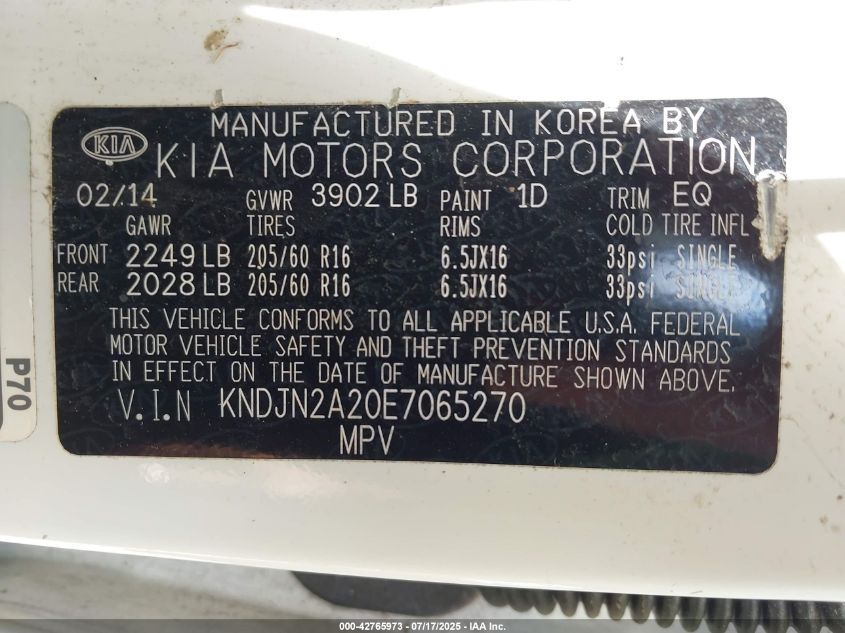 MANUFACTURED IN KOREA BY
KIA
KIA MOTORS CORPORATION
02/14 GVWR 3902 LB PAINT 1D TRIM EQ
GAWR TIRES RIMS COLD TIRE INFL
FRONT 2249 LB 205/60 R16 6.5JX16 33psi SINGLE
REAR 2028 LB 205/60 R16 6.5JX16 33psi SINGLE
THIS VEHICLE CONFORMS TO ALL APPLICABLE U.S.A. FEDERAL
MOTOR VEHICLE SAFETY AND THEFT PREVENTION STANDARDS
IN EFFECT ON THE DATE OF MANUFACTURE SHOWN ABOVE.
V.I.N KNDJN2A20E7065270
MPV
P70
000-42765973 | 07/17/2025 - IAA Inc.